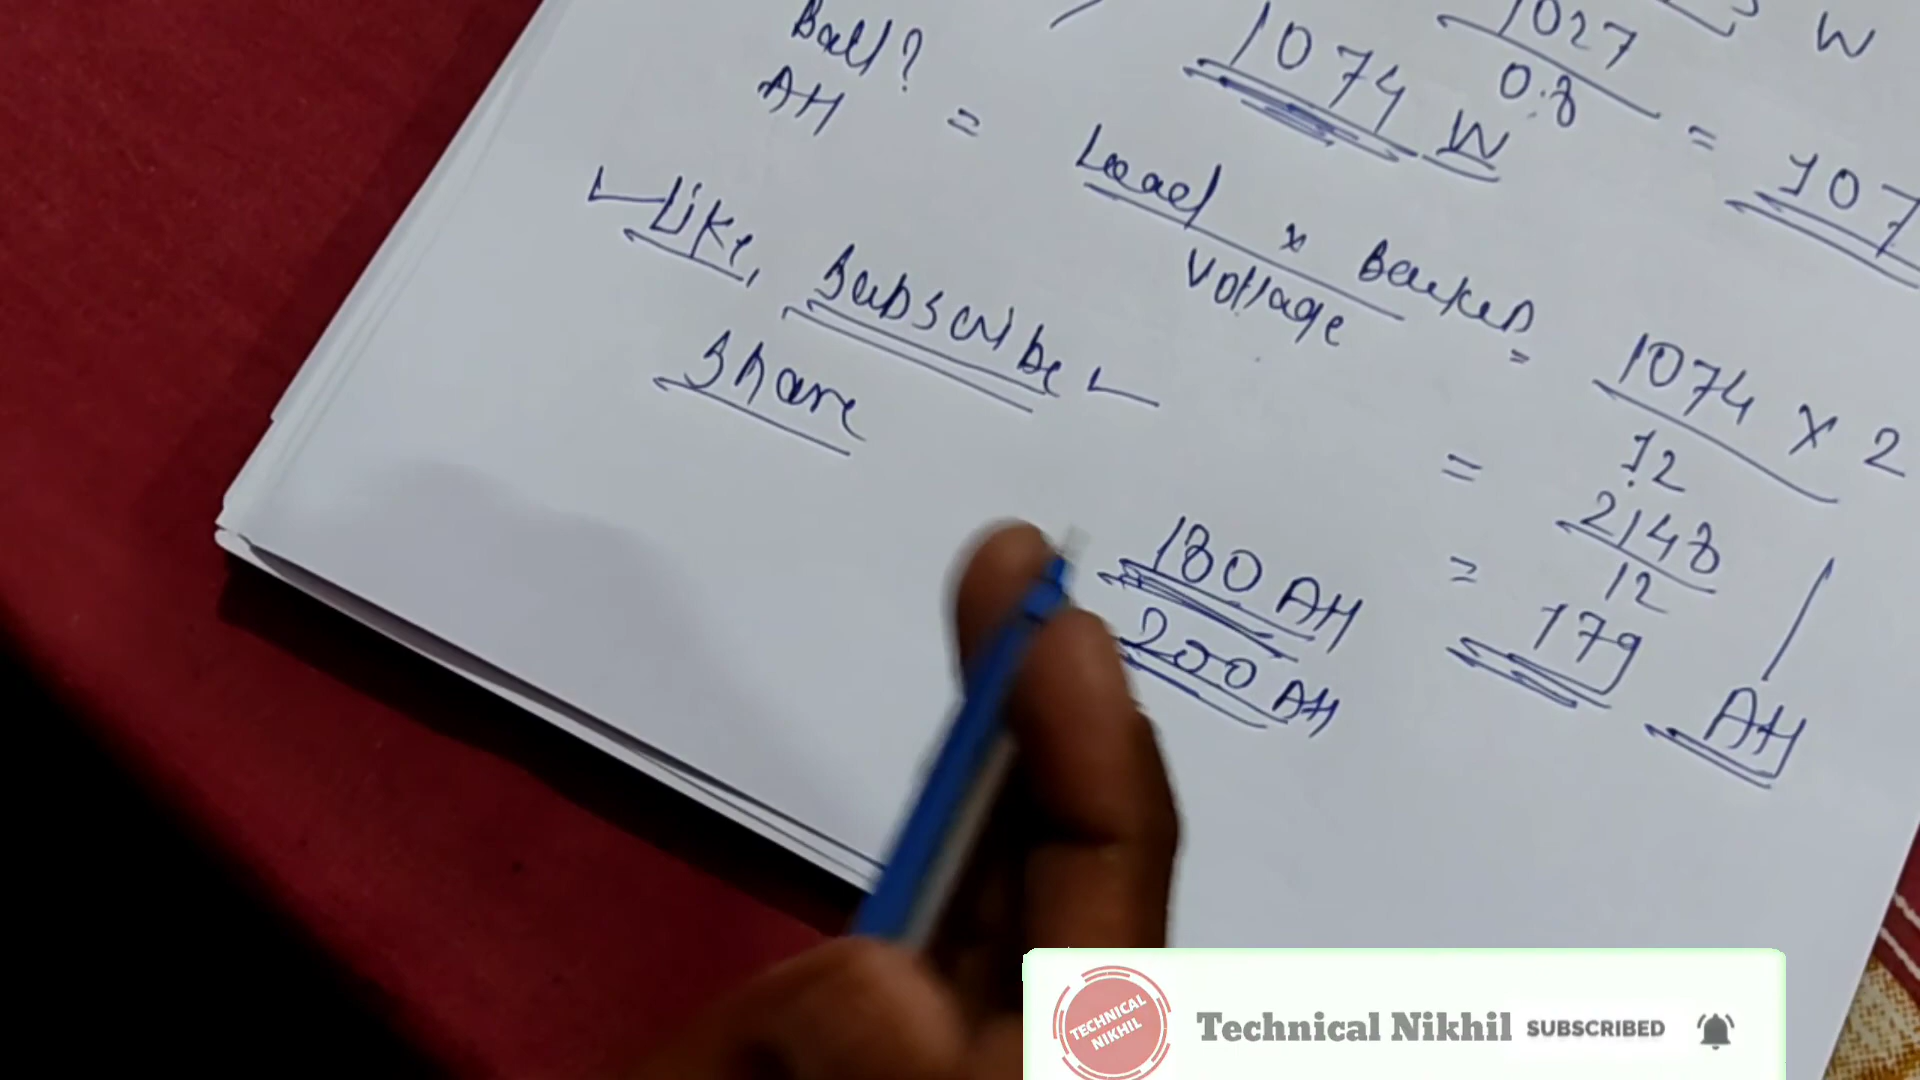 W
1027
0.8
=
107
1074 W
Batt?
AH = Load x Backup
Voltage
= 1074 X 2
12
= 2148
12
= 179 AH
180 AH
200 AH
Like, Subscribe
Share
TECHNICAL NIKHIL
Technical Nikhil SUBSCRIBED